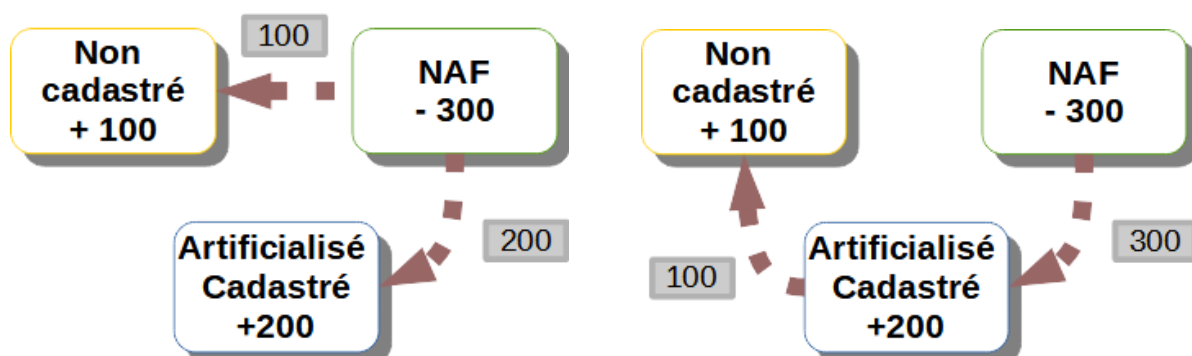 100
Non
cadastré
+ 100
NAF
- 300
200
Artificialisé
Cadastré
+200
Non
cadastré
+ 100
NAF
- 300
300
100
Artificialisé
Cadastré
+200